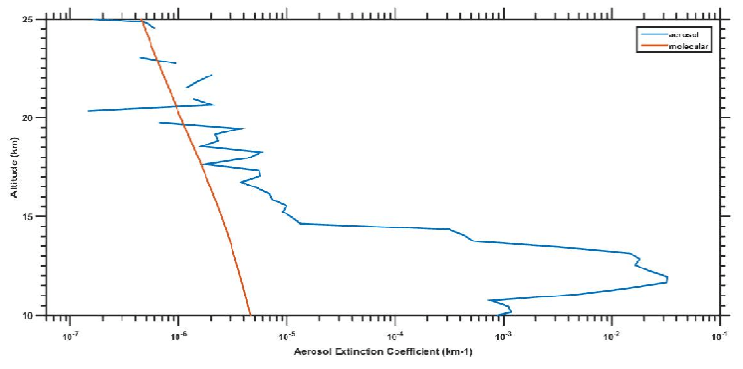 25
aerosol
molecular
20
Altitude (km)
15
10
10-7
10-6
10-5
10-4
10-3
10-2
10-1
Aerosol Extinction Coefficient (km-1)